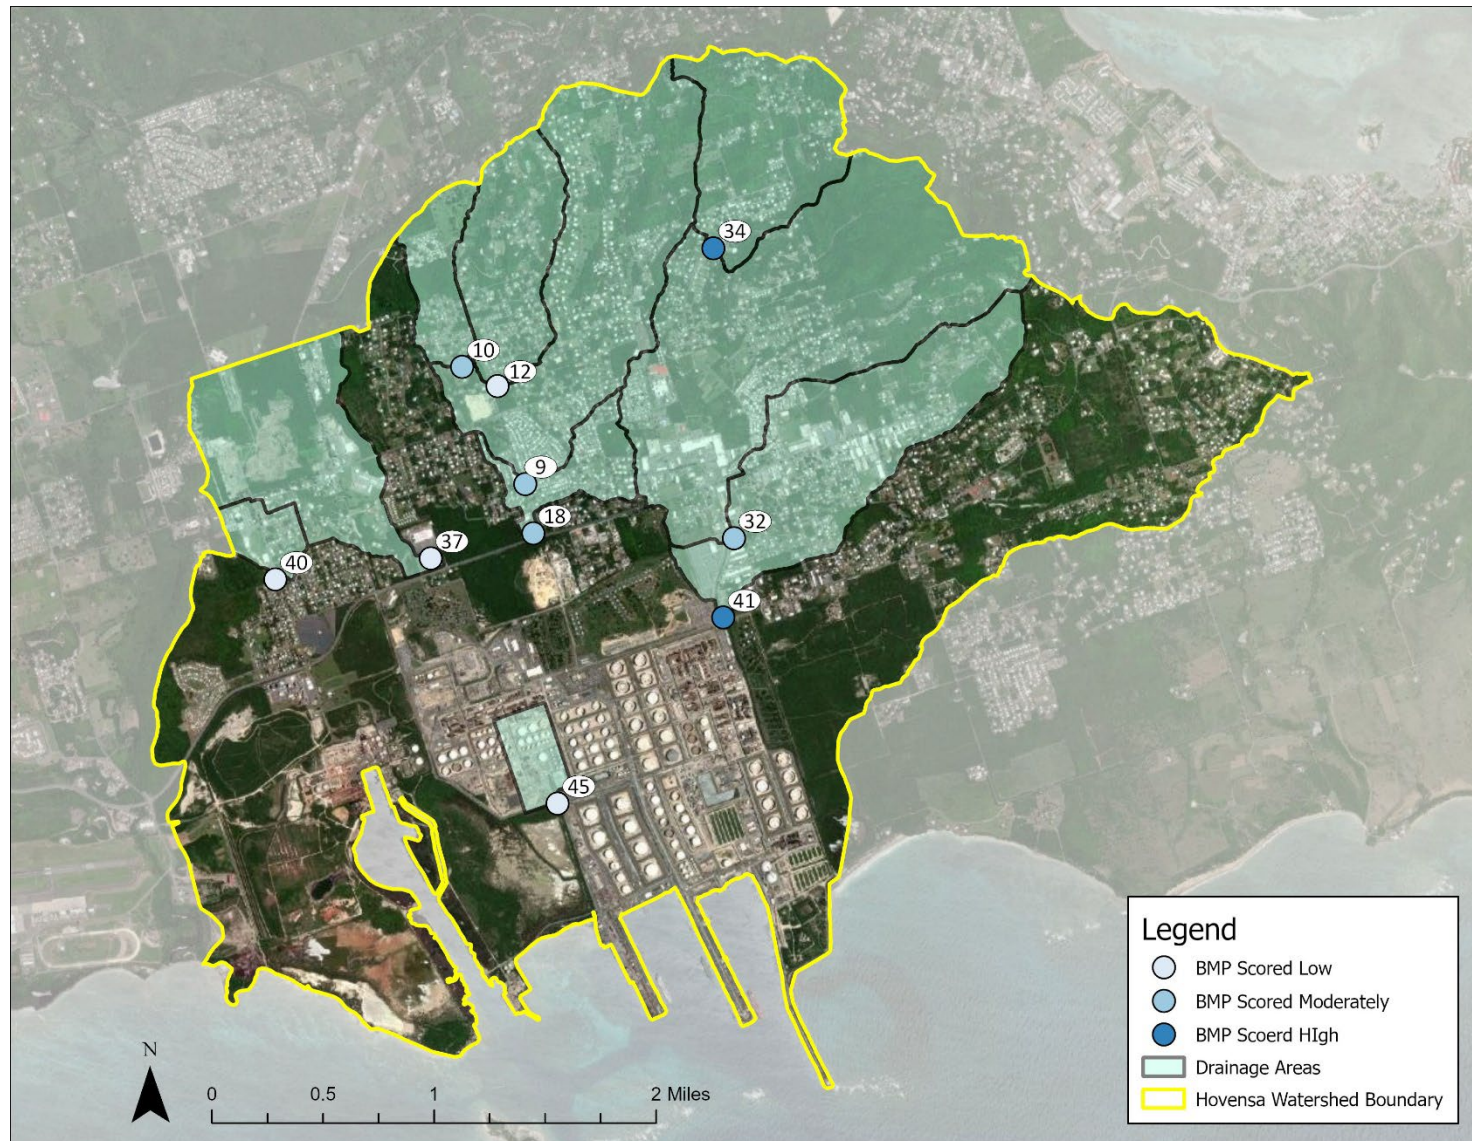 34
10
12
9
18
32
37
40
41
45
Legend
BMP Scored Low
BMP Scored Moderately
BMP Scoerd HIgh
Drainage Areas
Hovensa Watershed Boundary
N
0 0.5 1 2 Miles